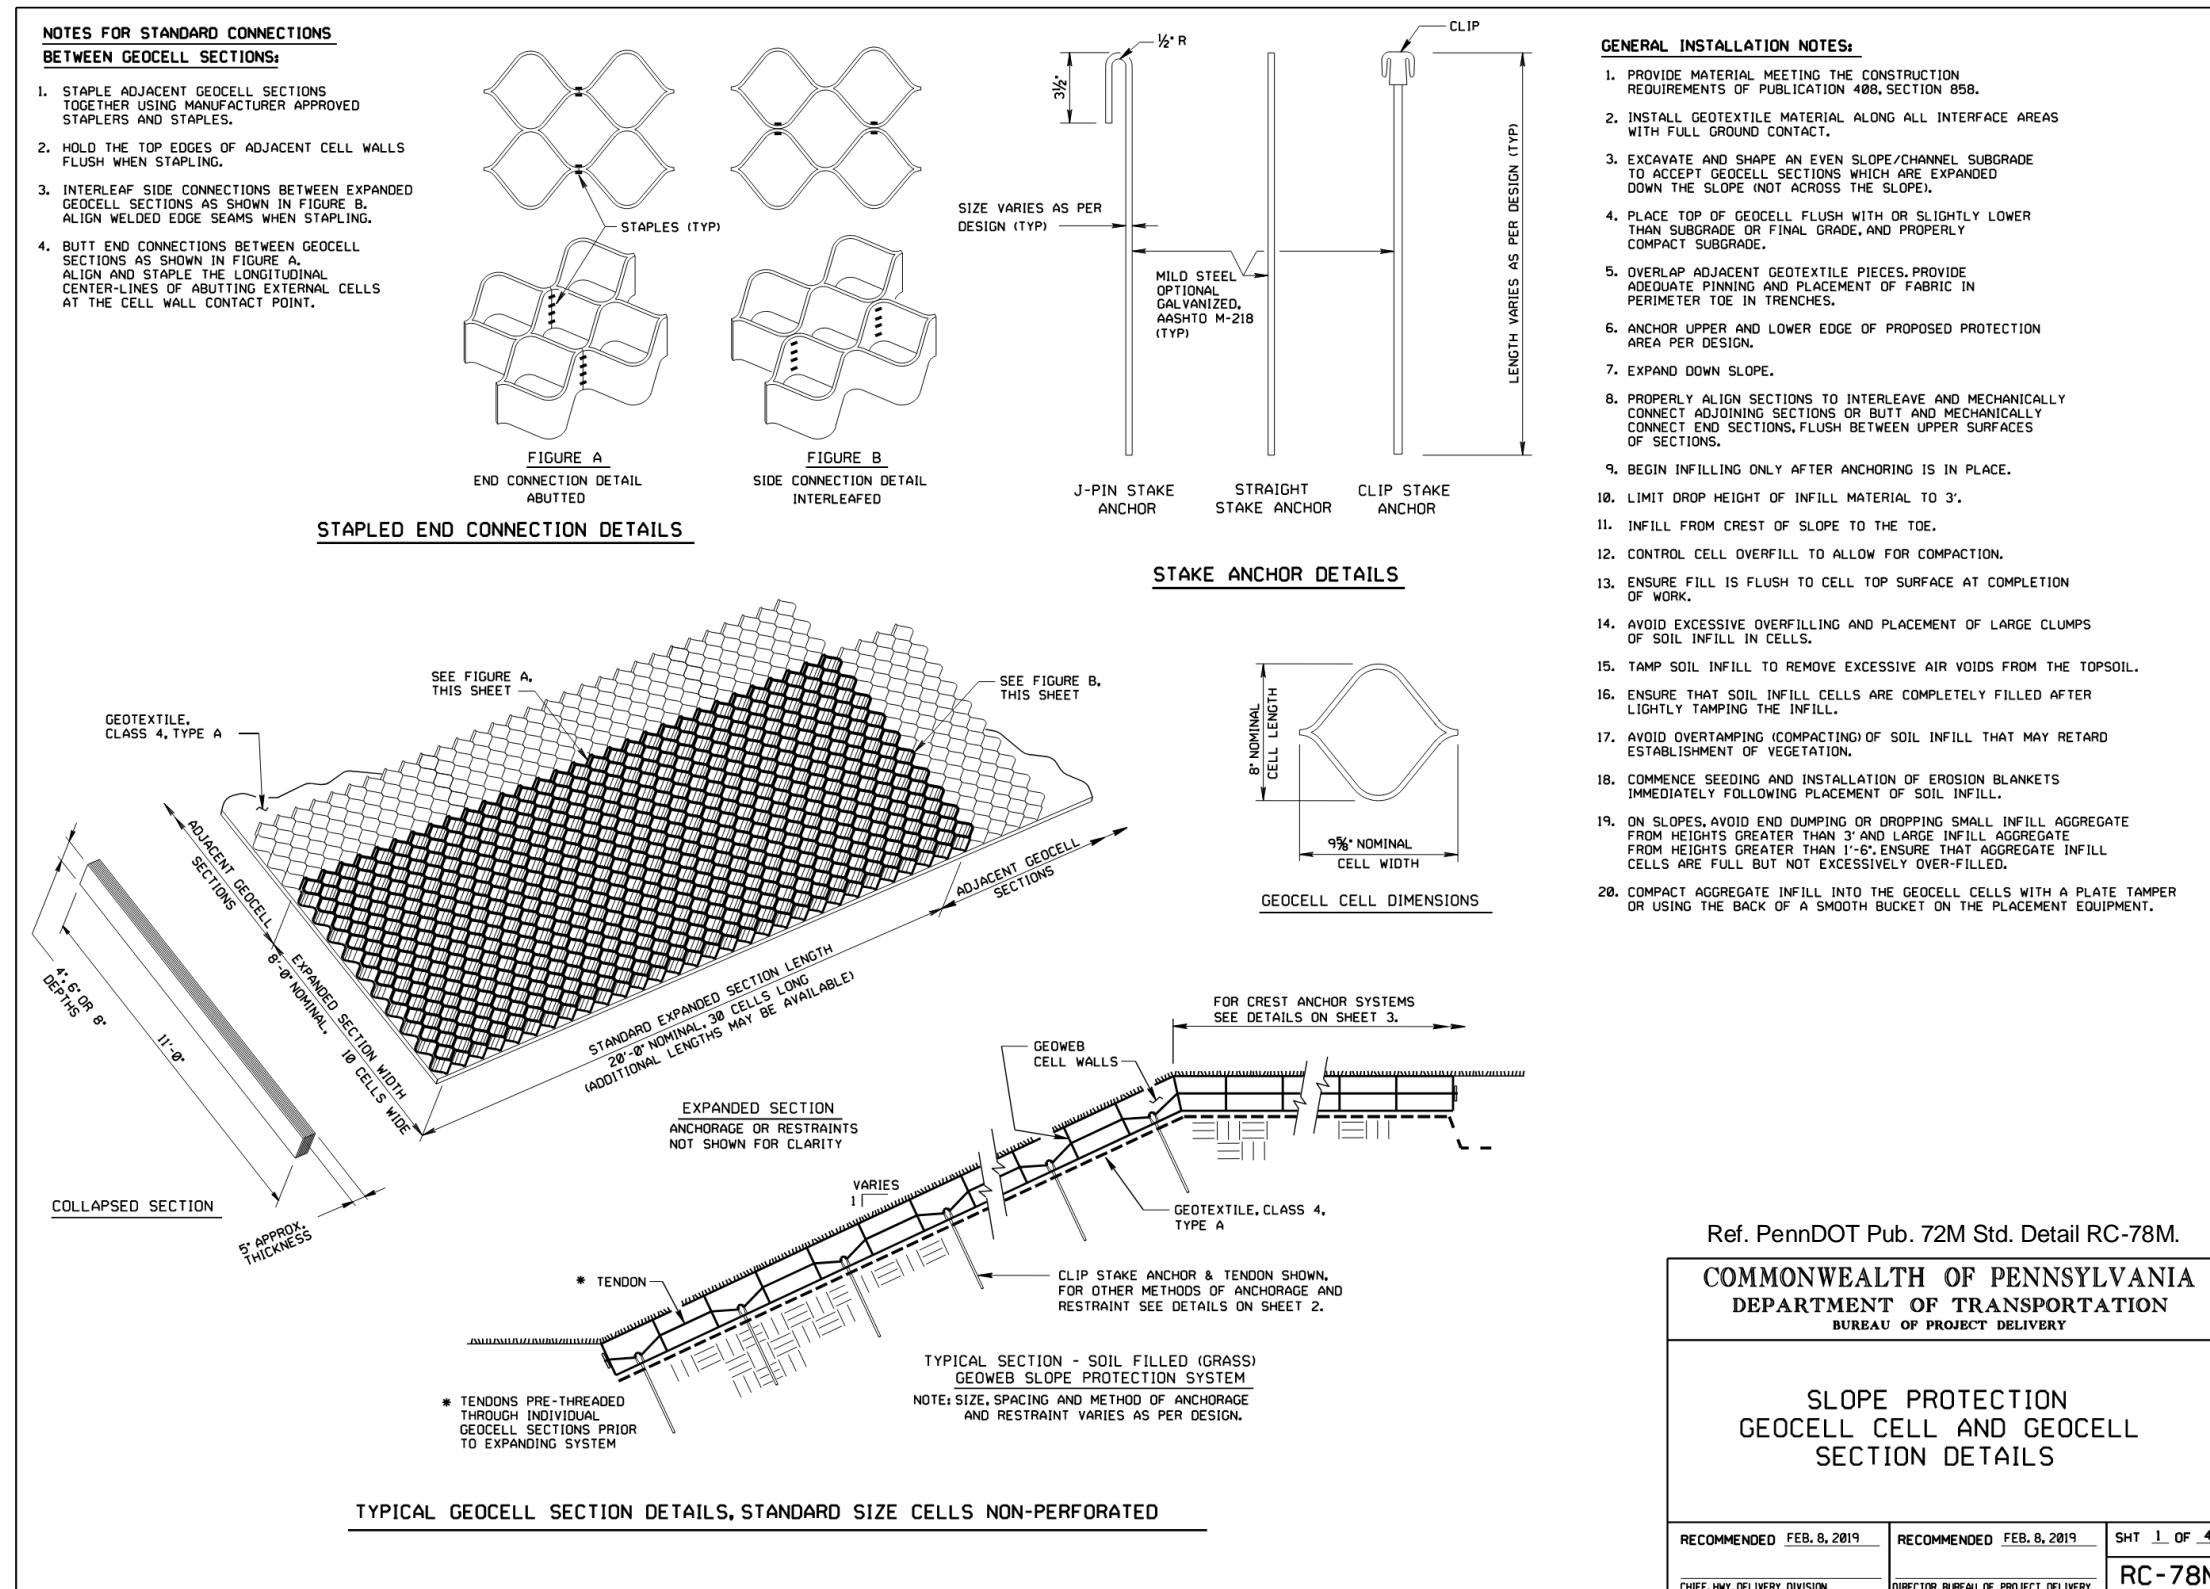 NOTES FOR STANDARD CONNECTIONS
BETWEEN GEOCELL SECTIONS:
1. STAPLE ADJACENT GEOCELL SECTIONS
TOGETHER USING MANUFACTURER APPROVED
STAPLERS AND STAPLES.
2. HOLD THE TOP EDGES OF ADJACENT CELL WALLS
FLUSH WHEN STAPLING.
3. INTERLEAF SIDE CONNECTIONS BETWEEN EXPANDED
GEOCELL SECTIONS AS SHOWN IN FIGURE B.
ALIGN WELDED EDGE SEAMS WHEN STAPLING.
4. BUTT END CONNECTIONS BETWEEN GEOCELL
SECTIONS AS SHOWN IN FIGURE A.
ALIGN AND STAPLE THE LONGITUDINAL
CENTER-LINES OF ABUTTING EXTERNAL CELLS
AT THE CELL WALL CONTACT POINT.
STAPLES (TYP)
FIGURE A
END CONNECTION DETAIL
ABUTTED
FIGURE B
SIDE CONNECTION DETAIL
INTERLEAFED
STAPLED END CONNECTION DETAILS
½" R
3½"
CLIP
SIZE VARIES AS PER
DESIGN (TYP)
MILD STEEL
OPTIONAL
GALVANIZED,
AASHTO M-218
(TYP)
LENGTH VARIES AS PER DESIGN (TYP)
J-PIN STAKE
ANCHOR
STRAIGHT
STAKE ANCHOR
CLIP STAKE
ANCHOR
STAKE ANCHOR DETAILS
GENERAL INSTALLATION NOTES:
1. PROVIDE MATERIAL MEETING THE CONSTRUCTION
REQUIREMENTS OF PUBLICATION 408, SECTION 858.
2. INSTALL GEOTEXTILE MATERIAL ALONG ALL INTERFACE AREAS
WITH FULL GROUND CONTACT.
3. EXCAVATE AND SHAPE AN EVEN SLOPE/CHANNEL SUBGRADE
TO ACCEPT GEOCELL SECTIONS WHICH ARE EXPANDED
DOWN THE SLOPE (NOT ACROSS THE SLOPE).
4. PLACE TOP OF GEOCELL FLUSH WITH OR SLIGHTLY LOWER
THAN SUBGRADE OR FINAL GRADE, AND PROPERLY
COMPACT SUBGRADE.
5. OVERLAP ADJACENT GEOTEXTILE PIECES. PROVIDE
ADEQUATE PINNING AND PLACEMENT OF FABRIC IN
PERIMETER TOE IN TRENCHES.
6. ANCHOR UPPER AND LOWER EDGE OF PROPOSED PROTECTION
AREA PER DESIGN.
7. EXPAND DOWN SLOPE.
8. PROPERLY ALIGN SECTIONS TO INTERLEAVE AND MECHANICALLY
CONNECT ADJOINING SECTIONS OR BUTT AND MECHANICALLY
CONNECT END SECTIONS, FLUSH BETWEEN UPPER SURFACES
OF SECTIONS.
9. BEGIN INFILLING ONLY AFTER ANCHORING IS IN PLACE.
10. LIMIT DROP HEIGHT OF INFILL MATERIAL TO 3'.
11. INFILL FROM CREST OF SLOPE TO THE TOE.
12. CONTROL CELL OVERFILL TO ALLOW FOR COMPACTION.
13. ENSURE FILL IS FLUSH TO CELL TOP SURFACE AT COMPLETION
OF WORK.
14. AVOID EXCESSIVE OVERFILLING AND PLACEMENT OF LARGE CLUMPS
OF SOIL INFILL IN CELLS.
15. TAMP SOIL INFILL TO REMOVE EXCESSIVE AIR VOIDS FROM THE TOPSOIL.
16. ENSURE THAT SOIL INFILL CELLS ARE COMPLETELY FILLED AFTER
LIGHTLY TAMPING THE INFILL.
17. AVOID OVERTAMPING (COMPACTING) OF SOIL INFILL THAT MAY RETARD
ESTABLISHMENT OF VEGETATION.
18. COMMENCE SEEDING AND INSTALLATION OF EROSION BLANKETS
IMMEDIATELY FOLLOWING PLACEMENT OF SOIL INFILL.
19. ON SLOPES, AVOID END DUMPING OR DROPPING SMALL INFILL AGGREGATE
FROM HEIGHTS GREATER THAN 3' AND LARGE INFILL AGGREGATE
FROM HEIGHTS GREATER THAN 1'-6". ENSURE THAT AGGREGATE INFILL
CELLS ARE FULL BUT NOT EXCESSIVELY OVER-FILLED.
20. COMPACT AGGREGATE INFILL INTO THE GEOCELL CELLS WITH A PLATE TAMPER
OR USING THE BACK OF A SMOOTH BUCKET ON THE PLACEMENT EQUIPMENT.
SEE FIGURE A,
THIS SHEET
SEE FIGURE B,
THIS SHEET
GEOTEXTILE,
CLASS 4, TYPE A
ADJACENT GEOCELL
SECTIONS
EXPANDED SECTION WIDTH
8'-0" NOMINAL, 10 CELLS WIDE
STANDARD EXPANDED SECTION LENGTH
20'-0" NOMINAL, 30 CELLS LONG
(ADDITIONAL LENGTHS MAY BE AVAILABLE)
ADJACENT GEOCELL
SECTIONS
4", 6" OR 8"
DEPTHS
11'-0"
5" APPROX.
THICKNESS
COLLAPSED SECTION
EXPANDED SECTION
ANCHORAGE OR RESTRAINTS
NOT SHOWN FOR CLARITY
8" NOMINAL
CELL LENGTH
9⅝" NOMINAL
CELL WIDTH
GEOCELL CELL DIMENSIONS
FOR CREST ANCHOR SYSTEMS
SEE DETAILS ON SHEET 3.
GEOWEB
CELL WALLS
VARIES
1
GEOTEXTILE, CLASS 4,
TYPE A
* TENDON
CLIP STAKE ANCHOR & TENDON SHOWN,
FOR OTHER METHODS OF ANCHORAGE AND
RESTRAINT SEE DETAILS ON SHEET 2.
TYPICAL SECTION - SOIL FILLED (GRASS)
GEOWEB SLOPE PROTECTION SYSTEM
NOTE: SIZE, SPACING AND METHOD OF ANCHORAGE
AND RESTRAINT VARIES AS PER DESIGN.
* TENDONS PRE-THREADED
THROUGH INDIVIDUAL
GEOCELL SECTIONS PRIOR
TO EXPANDING SYSTEM
TYPICAL GEOCELL SECTION DETAILS, STANDARD SIZE CELLS NON-PERFORATED
Ref. PennDOT Pub. 72M Std. Detail RC-78M.
COMMONWEALTH OF PENNSYLVANIA
DEPARTMENT OF TRANSPORTATION
BUREAU OF PROJECT DELIVERY
SLOPE PROTECTION
GEOCELL CELL AND GEOCELL
SECTION DETAILS
RECOMMENDED FEB. 8, 2019
RECOMMENDED FEB. 8, 2019
SHT 1 OF 4
CHIEF, HWY. DELIVERY DIVISION
DIRECTOR, BUREAU OF PROJECT DELIVERY
RC-78M